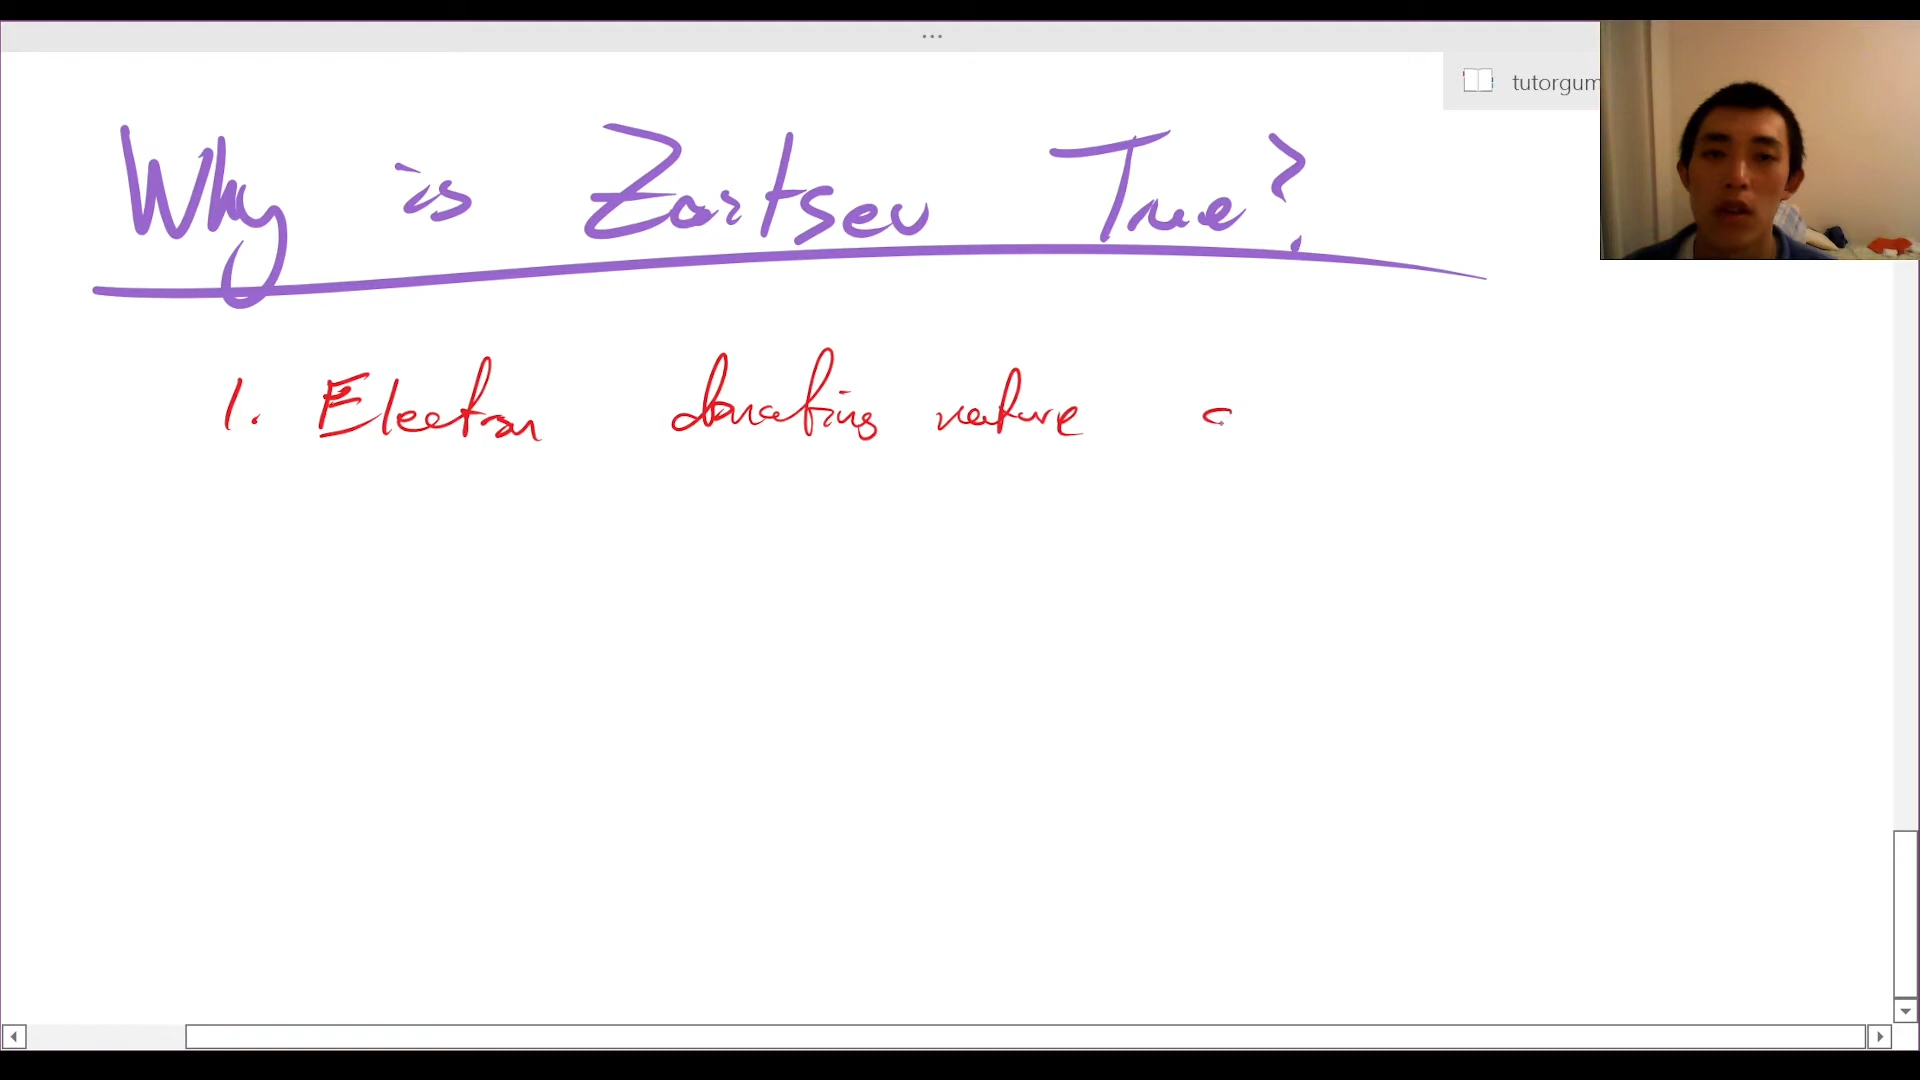 ...
tutorgum
Why is Zaitsev True?
1. Electron donating nature o